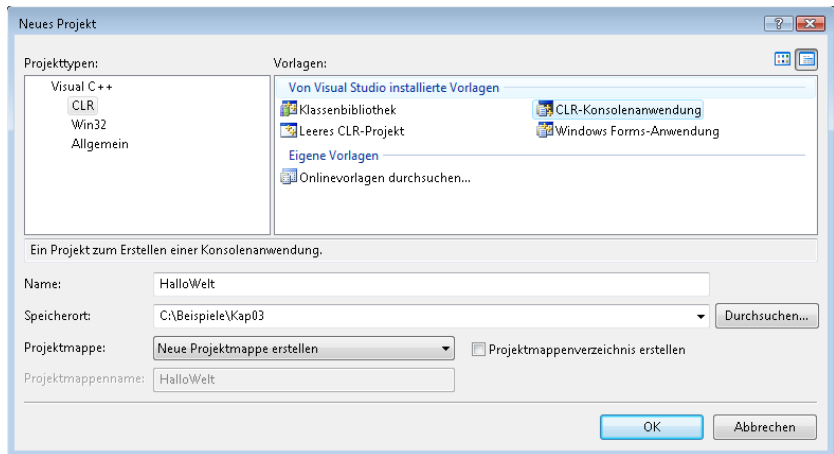 Neues Projekt
Projekttypen:
Vorlagen:
Visual C++
CLR
Win32
Allgemein
Von Visual Studio installierte Vorlagen
Klassenbibliothek
CLR-Konsolenanwendung
Leeres CLR-Projekt
Windows Forms-Anwendung
Eigene Vorlagen
Onlinevorlagen durchsuchen...
Ein Projekt zum Erstellen einer Konsolenanwendung.
Name: HalloWelt
Speicherort: C:\Beispiele\Kap03 Durchsuchen...
Projektmappe: Neue Projektmappe erstellen Projektmappenverzeichnis erstellen
Projektmappenname: HalloWelt
OK Abbrechen